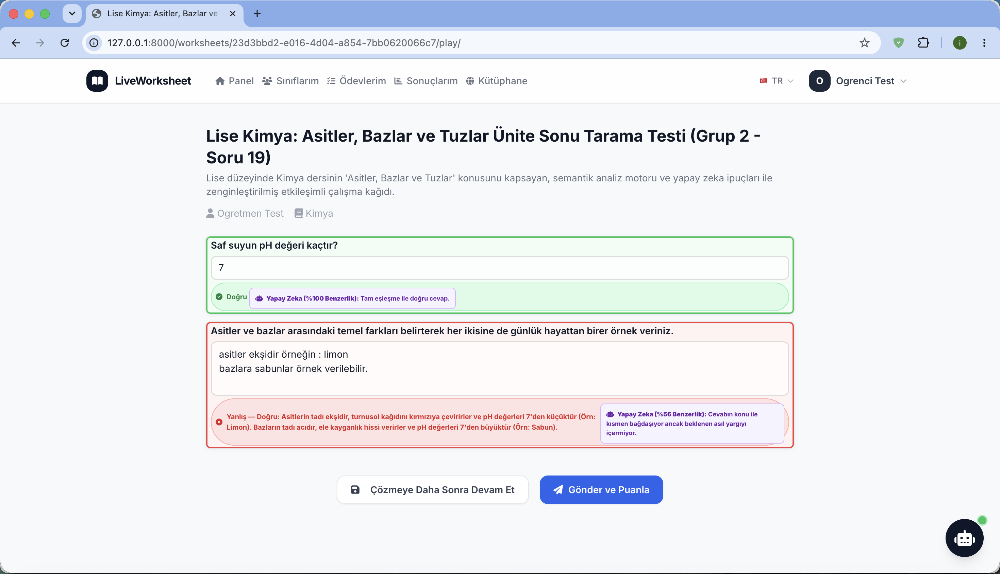 Lise Kimya: Asitler, Bazlar ve
127.0.0.1:8000/worksheets/23d3bbd2-e016-4d04-a854-7bb0620066c7/play/
i
LiveWorksheet
Panel
Sınıflarım
Ödevlerim
Sonuçlarım
Kütüphane
TR
O
Ogrenci Test
Lise Kimya: Asitler, Bazlar ve Tuzlar Ünite Sonu Tarama Testi (Grup 2 -
Soru 19)
Lise düzeyinde Kimya dersinin 'Asitler, Bazlar ve Tuzlar' konusunu kapsayan, semantik analiz motoru ve yapay zeka ipuçları ile
zenginleştirilmiş etkileşimli çalışma kağıdı.
Ogretmen Test
Kimya
Saf suyun pH değeri kaçtır?
7
Doğru
Yapay Zeka (%100 Benzerlik): Tam eşleşme ile doğru cevap.
Asitler ve bazlar arasındaki temel farkları belirterek her ikisine de günlük hayattan birer örnek veriniz.
asitler ekşidir örneğin : limon
bazlara sabunlar örnek verilebilir.
Yanlış — Doğru: Asitlerin tadı ekşidir, turnusol kağıdını kırmızıya çevirirler ve pH değerleri 7'den küçüktür (Örn:
Limon). Bazların tadı acıdır, ele kayganlık hissi verirler ve pH değerleri 7'den büyüktür (Örn: Sabun).
Yapay Zeka (%56 Benzerlik): Cevabın konu ile
kısmen bağdaşıyor ancak beklenen asıl yargıyı
içermiyor.
Çözmeye Daha Sonra Devam Et
Gönder ve Puanla